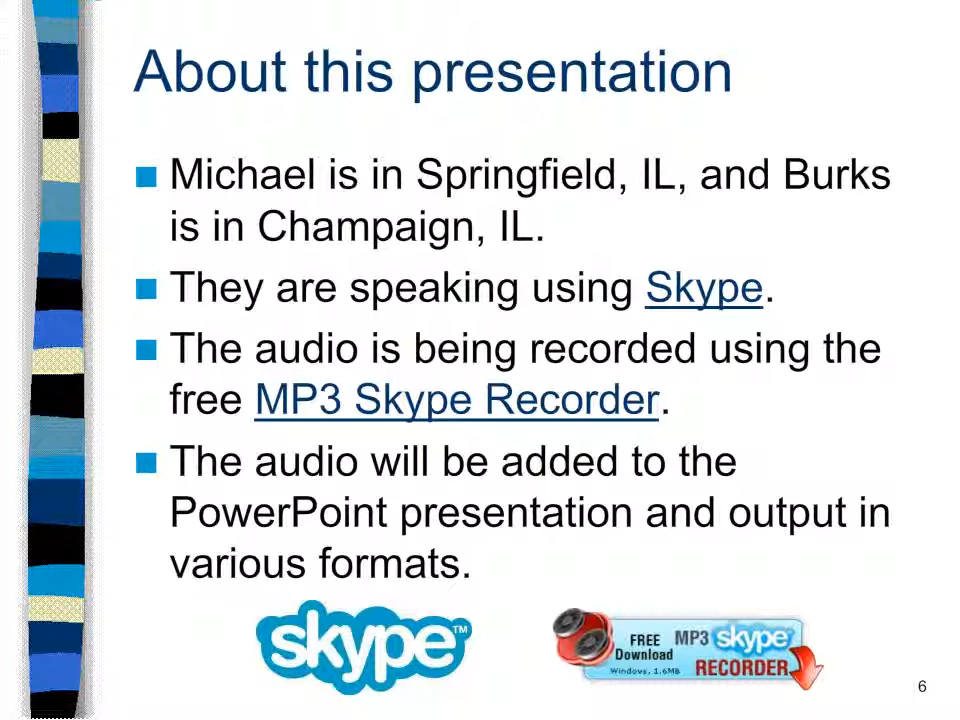 About this presentation
Michael is in Springfield, IL, and Burks
is in Champaign, IL.
They are speaking using Skype.
The audio is being recorded using the
free MP3 Skype Recorder.
The audio will be added to the
PowerPoint presentation and output in
various formats.
skype™
FREE MP3 skype
Download
Windows, 1.6MB RECORDER
6